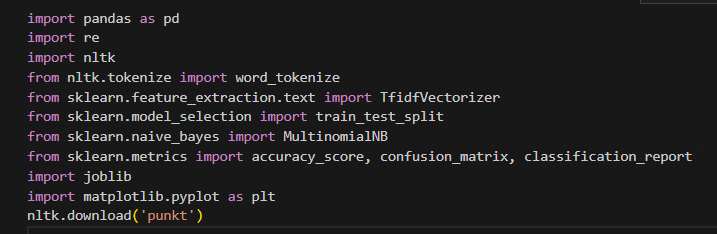 import pandas as pd
import re
import nltk
from nltk.tokenize import word_tokenize
from sklearn.feature_extraction.text import TfidfVectorizer
from sklearn.model_selection import train_test_split
from sklearn.naive_bayes import MultinomialNB
from sklearn.metrics import accuracy_score, confusion_matrix, classification_report
import joblib
import matplotlib.pyplot as plt
nltk.download('punkt')